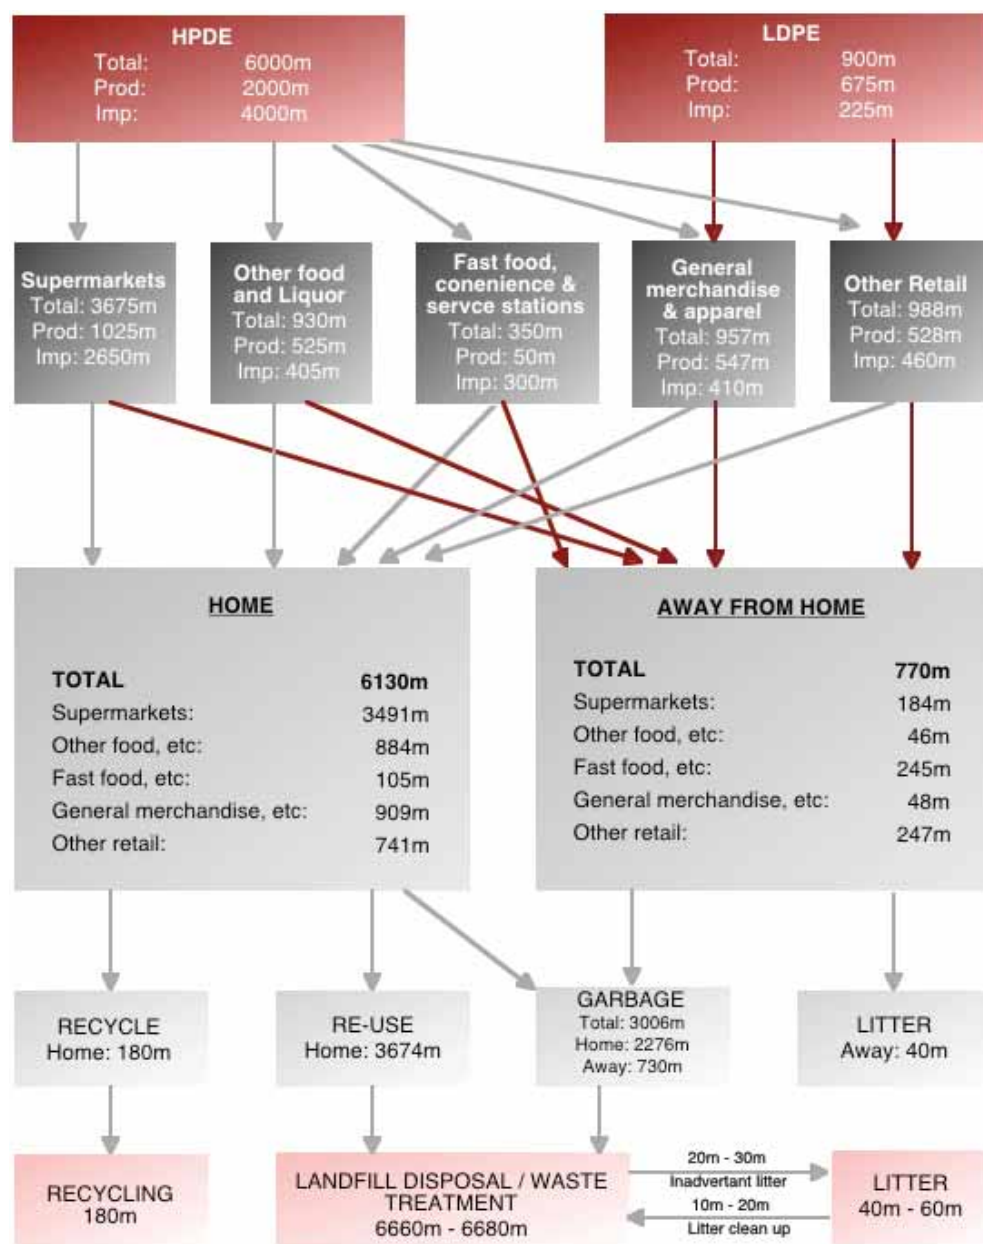 HPDE
Total: 6000m
Prod: 2000m
Imp: 4000m
LDPE
Total: 900m
Prod: 675m
Imp: 225m
Supermarkets
Total: 3675m
Prod: 1025m
Imp: 2650m
Other food
and Liquor
Total: 930m
Prod: 525m
Imp: 405m
Fast food,
conenience &
servce stations
Total: 350m
Prod: 50m
Imp: 300m
General
merchandise
& apparel
Total: 957m
Prod: 547m
Imp: 410m
Other Retail
Total: 988m
Prod: 528m
Imp: 460m
HOME
TOTAL 6130m
Supermarkets: 3491m
Other food, etc: 884m
Fast food, etc: 105m
General merchandise, etc: 909m
Other retail: 741m
AWAY FROM HOME
TOTAL 770m
Supermarkets: 184m
Other food, etc: 46m
Fast food, etc: 245m
General merchandise, etc: 48m
Other retail: 247m
RECYCLE
Home: 180m
RE-USE
Home: 3674m
GARBAGE
Total: 3006m
Home: 2276m
Away: 730m
LITTER
Away: 40m
RECYCLING
180m
LANDFILL DISPOSAL / WASTE
TREATMENT
6660m - 6680m
20m - 30m
Inadvertant litter
10m - 20m
Litter clean up
LITTER
40m - 60m